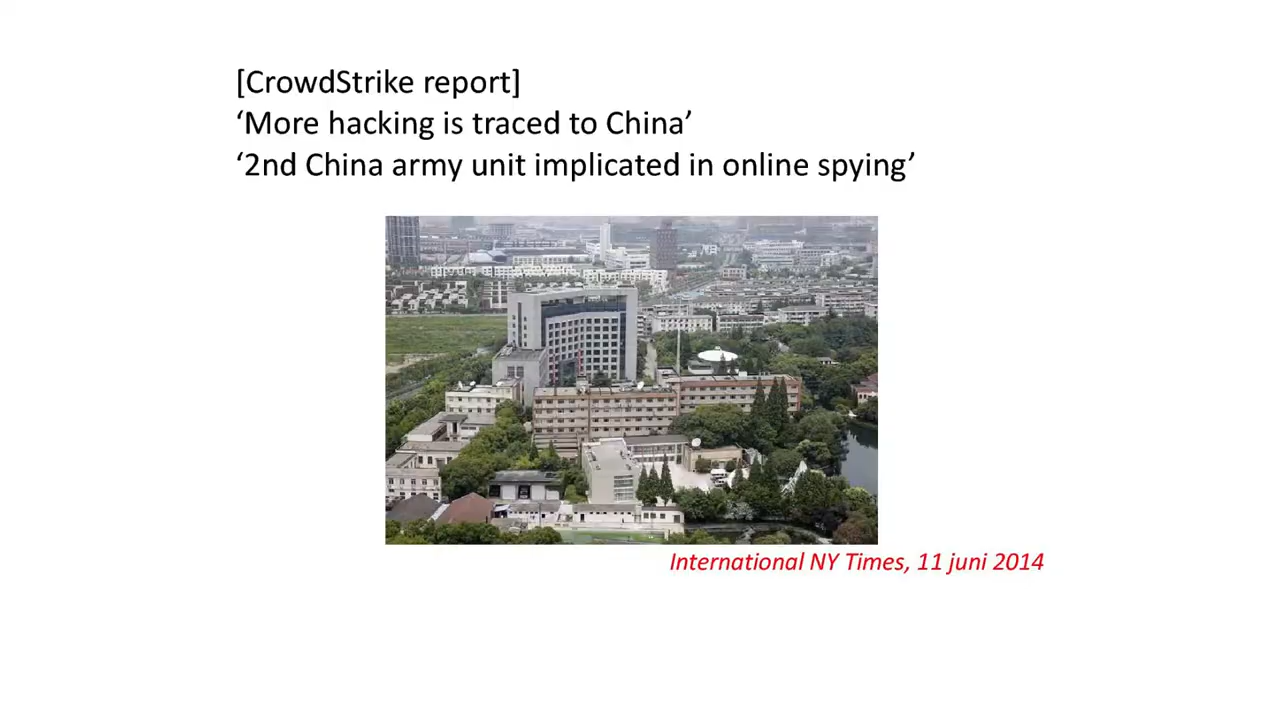 [CrowdStrike report]
‘More hacking is traced to China’
‘2nd China army unit implicated in online spying’
International NY Times, 11 juni 2014